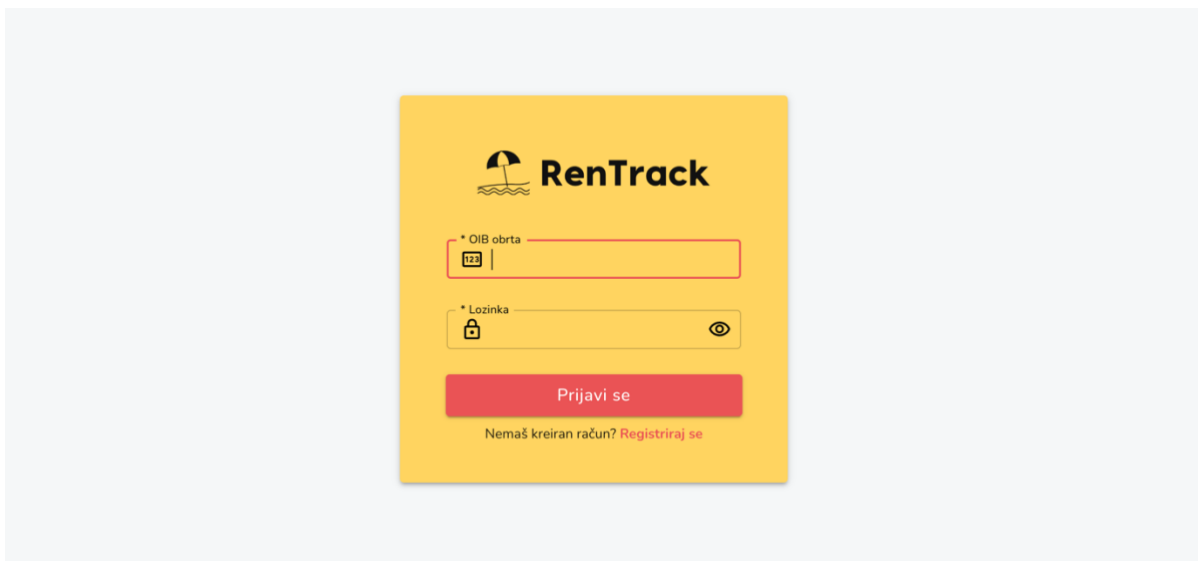 RenTrack
* OIB obrta
123
* Lozinka
Prijavi se
Nemaš kreiran račun? Registriraj se